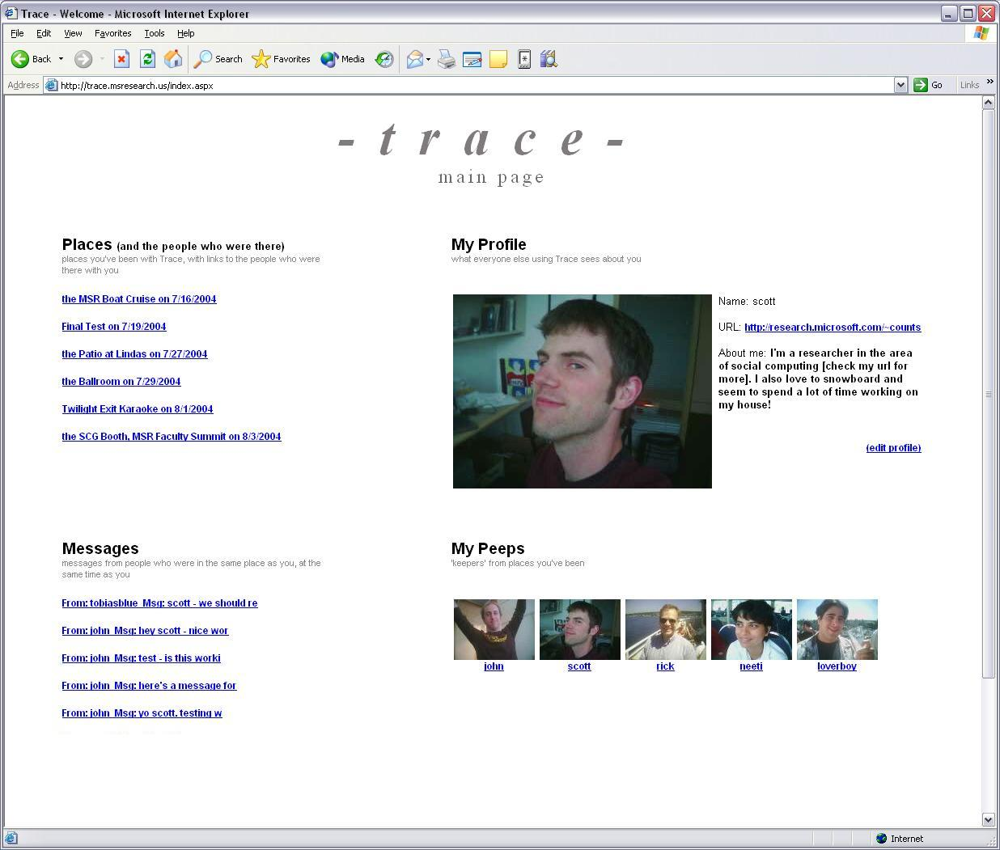 Trace - Welcome - Microsoft Internet Explorer
File Edit View Favorites Tools Help
Back Search Favorites Media
Address http://trace.msresearch.us/index.aspx Go Links »
- t r a c e -
main page
Places (and the people who were there)
places you've been with Trace, with links to the people who were
there with you
the MSR Boat Cruise on 7/16/2004
Final Test on 7/19/2004
the Patio at Lindas on 7/27/2004
the Ballroom on 7/29/2004
Twilight Exit Karaoke on 8/1/2004
the SCG Booth, MSR Faculty Summit on 8/3/2004
My Profile
what everyone else using Trace sees about you
Name: scott
URL: http://research.microsoft.com/~counts
About me: I'm a researcher in the area
of social computing [check my url for
more]. I also love to snowboard and
seem to spend a lot of time working on
my house!
(edit profile)
Messages
messages from people who were in the same place as you, at the
same time as you
From: tobiasblue Msg: scott - we should re
From: john Msg: hey scott - nice wor
From: john Msg: test - is this worki
From: john Msg: here's a message for
From: john Msg: yo scott. testing w
My Peeps
'keepers' from places you've been
john scott rick neeti loverboy
Internet